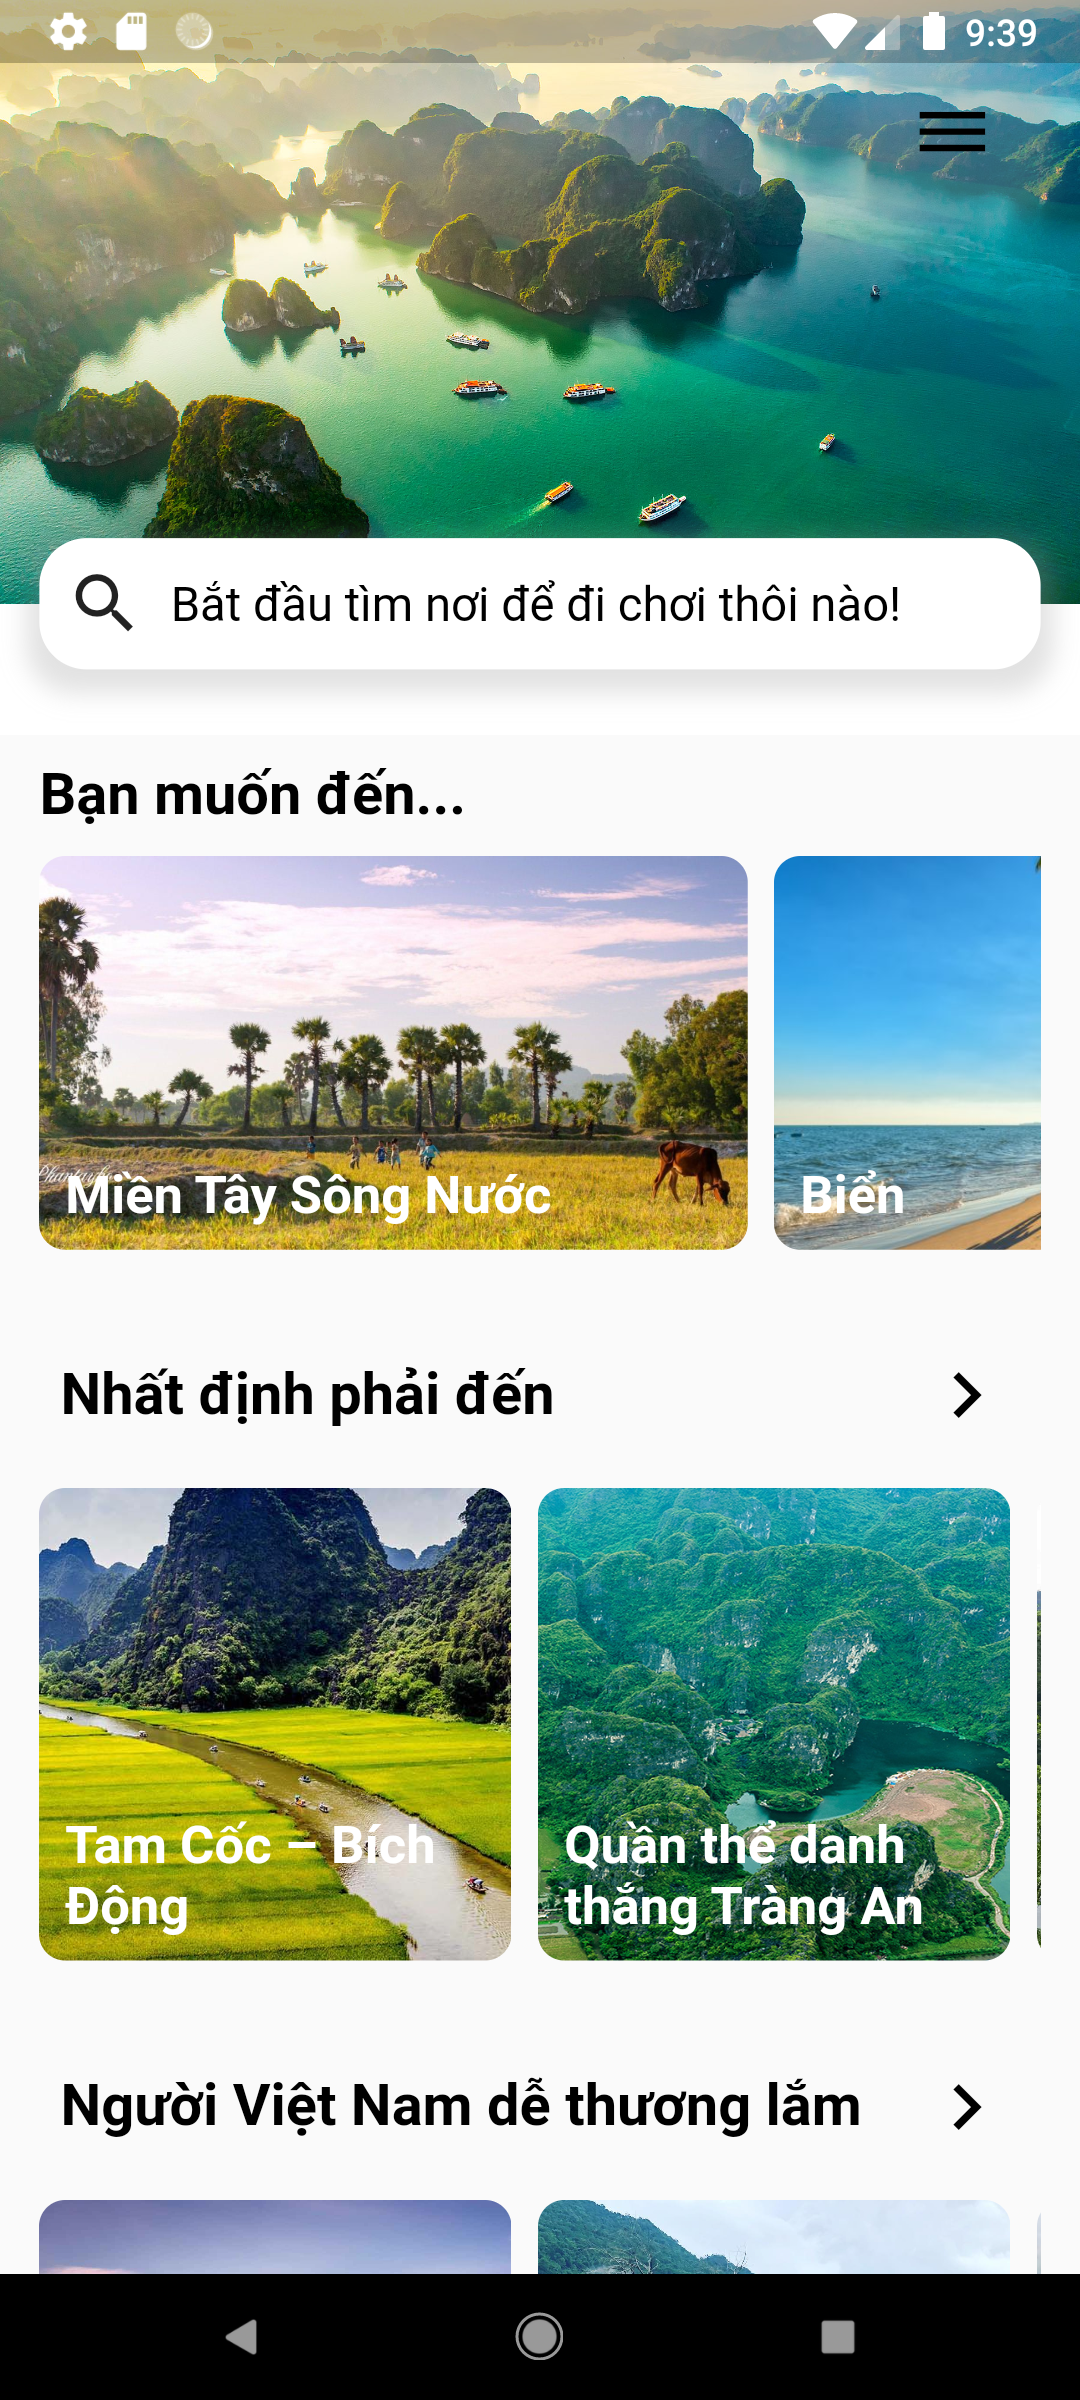 9:39
Bắt đầu tìm nơi để đi chơi thôi nào!
Bạn muốn đến...
Miền Tây Sông Nước
Biển
Nhất định phải đến
Tam Cốc – Bích
Động
Quần thể danh
thắng Tràng An
Người Việt Nam dễ thương lắm